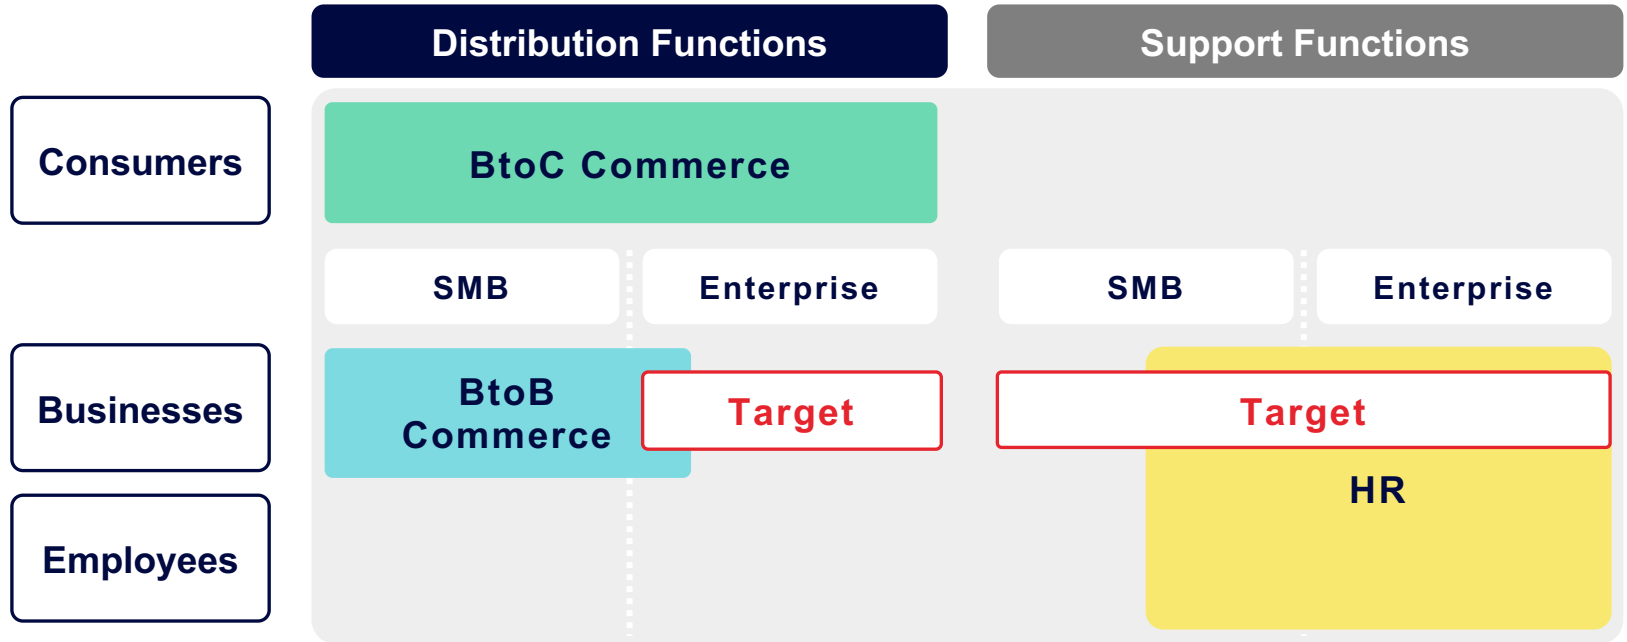 Distribution Functions
Support Functions
Consumers
BtoC Commerce
SMB
Enterprise
SMB
Enterprise
Businesses
BtoB
Commerce
Target
Target
HR
Employees